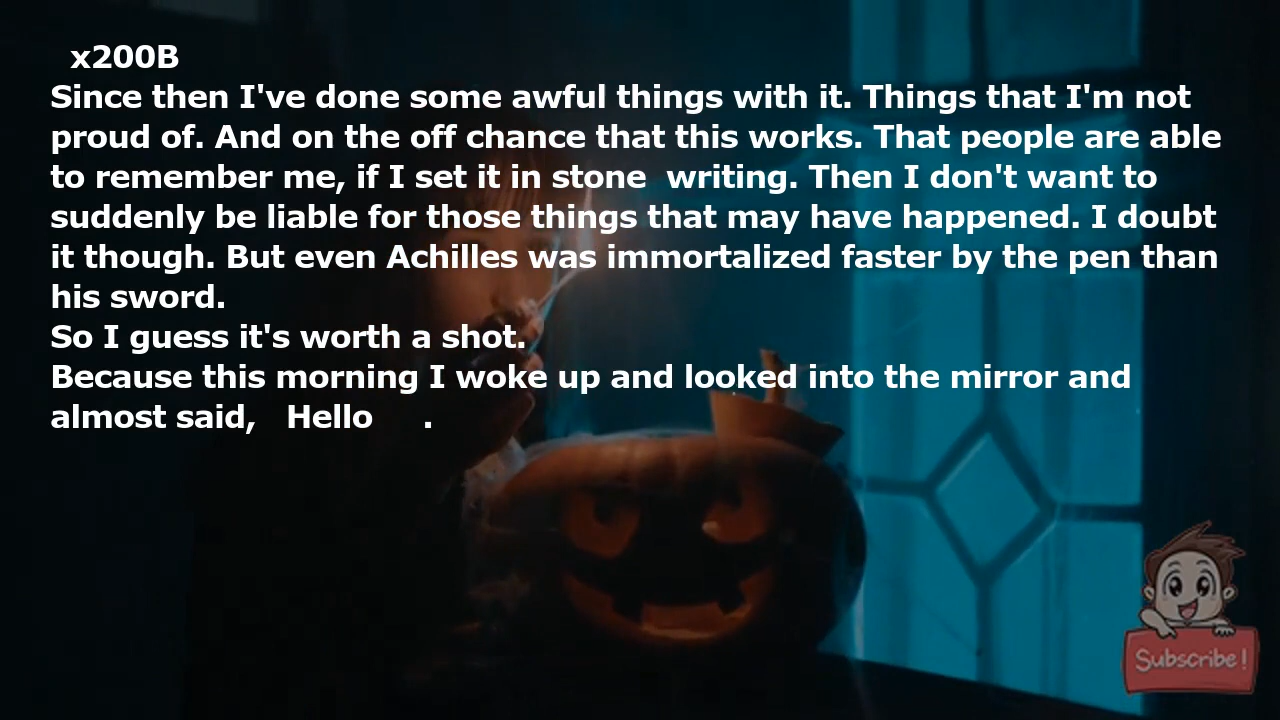 x200B
Since then I've done some awful things with it. Things that I'm not
proud of. And on the off chance that this works. That people are able
to remember me, if I set it in stone  writing. Then I don't want to
suddenly be liable for those things that may have happened. I doubt
it though. But even Achilles was immortalized faster by the pen than
his sword.
So I guess it's worth a shot.
Because this morning I woke up and looked into the mirror and
almost said,   Hello     .
Subscribe!